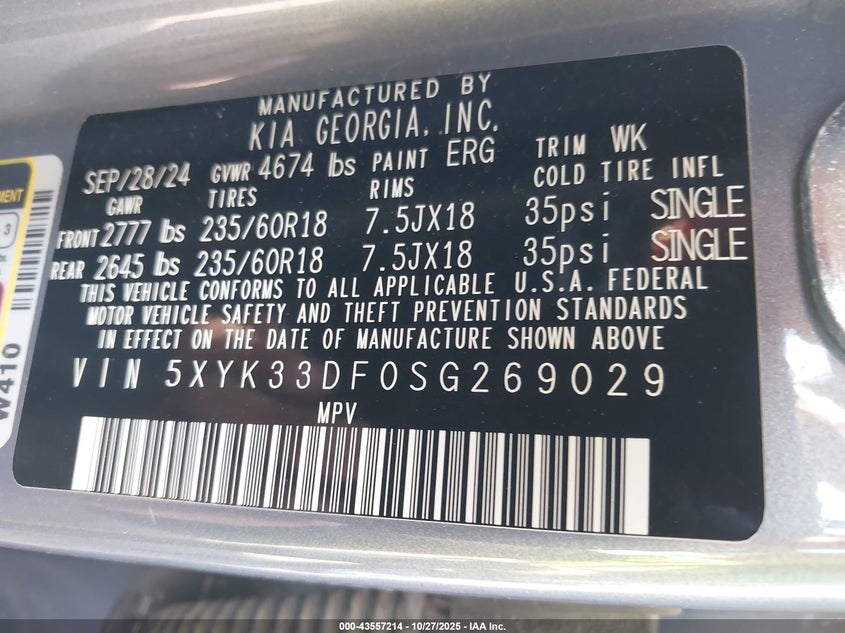 MANUFACTURED BY
KIA GEORGIA, INC.
SEP/28/24 GVWR 4674 lbs PAINT ERG TRIM WK
GAWR TIRES RIMS COLD TIRE INFL
FRONT 2777 lbs 235/60R18 7.5JX18 35psi SINGLE
REAR 2645 lbs 235/60R18 7.5JX18 35psi SINGLE
THIS VEHICLE CONFORMS TO ALL APPLICABLE U.S.A. FEDERAL
MOTOR VEHICLE SAFETY AND THEFT PREVENTION STANDARDS
IN EFFECT ON THE DATE OF MANUFACTURE SHOWN ABOVE
VIN 5XYK33DF0SG269029
MPV
3
W410
000-43557214 | 10/27/2025 | IAA Inc.